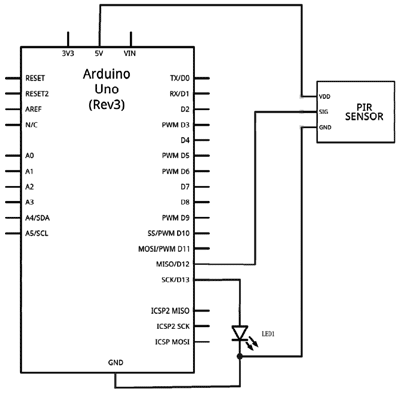 3V3
5V
VIN
Arduino
Uno
(Rev3)
RESET
RESET2
AREF
N/C
A0
A1
A2
A3
A4/SDA
A5/SCL
TX/D0
RX/D1
D2
PWM D3
D4
PWM D5
PWM D6
D7
D8
PWM D9
SS/PWM D10
MOSI/PWM D11
MISO/D12
SCK/D13
ICSP2 MISO
ICSP2 SCK
ICSP MOSI
GND
VDD
SIG
GND
PIR
SENSOR
LED1